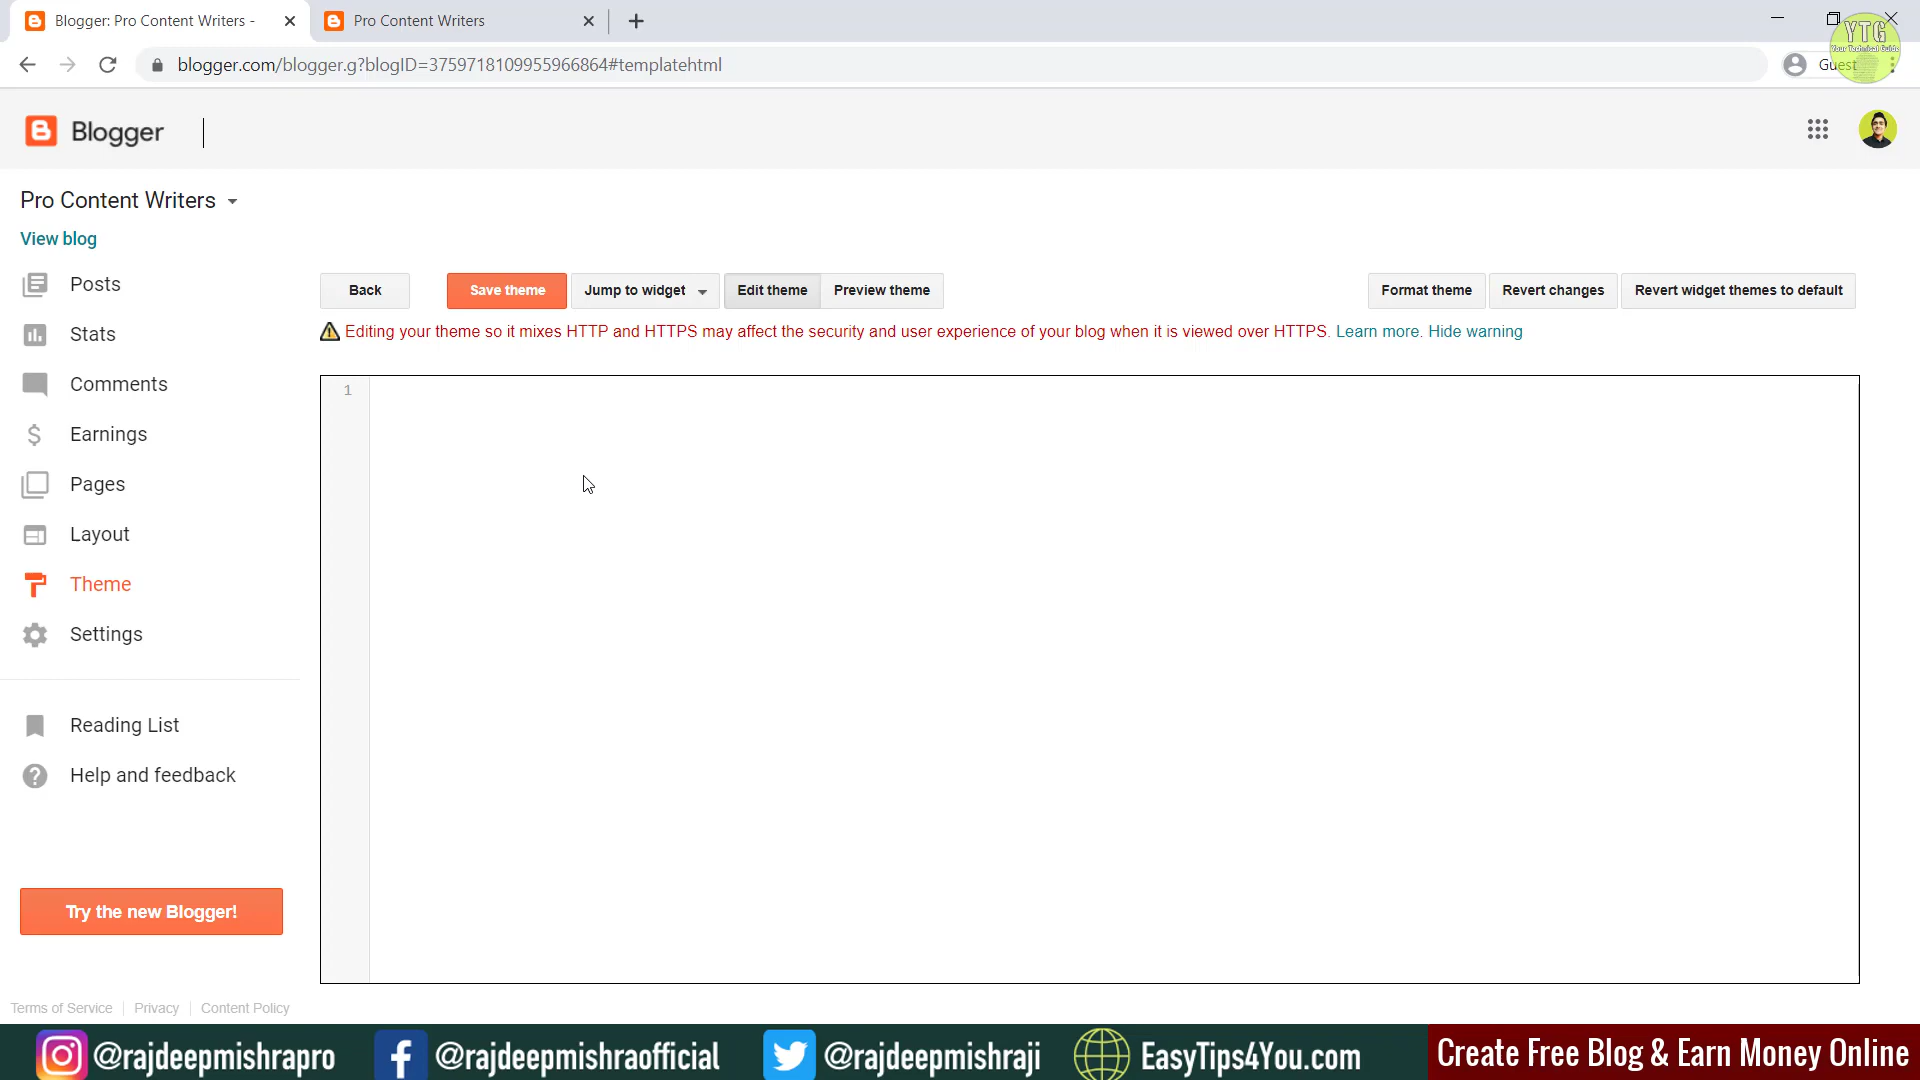 Blogger: Pro Content Writers -
Pro Content Writers
blogger.com/blogger.g?blogID=3759718109955966864#templatehtml
Guest
YTG
Your Technical Guide
Blogger
Pro Content Writers
View blog
Posts
Stats
Comments
Earnings
Pages
Layout
Theme
Settings
Reading List
Help and feedback
Try the new Blogger!
Terms of Service
Privacy
Content Policy
Back
Save theme
Jump to widget
Edit theme
Preview theme
Format theme
Revert changes
Revert widget themes to default
Editing your theme so it mixes HTTP and HTTPS may affect the security and user experience of your blog when it is viewed over HTTPS. Learn more. Hide warning
1
@rajdeepmishrapro
@rajdeepmishraofficial
@rajdeepmishraji
EasyTips4You.com
Create Free Blog & Earn Money Online